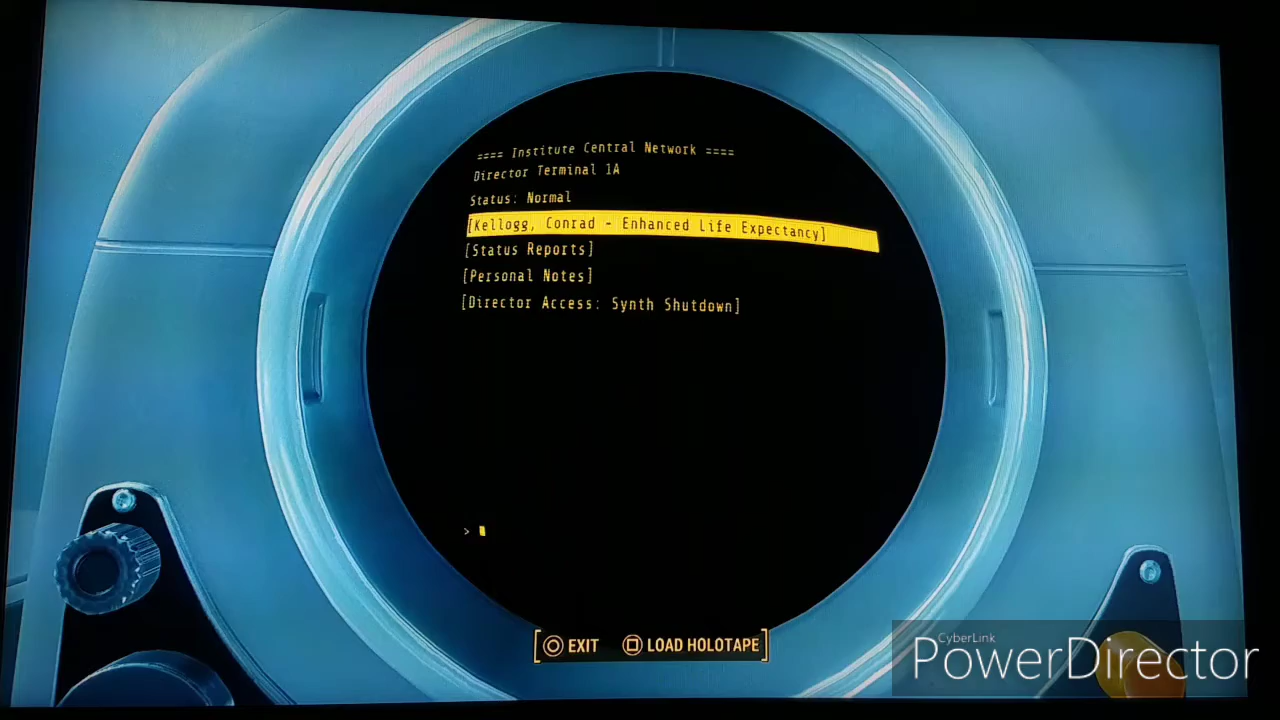 ==== Institute Central Network ====
Director Terminal 1A
Status: Normal
[Kellogg, Conrad - Enhanced Life Expectancy]
[Status Reports]
[Personal Notes]
[Director Access: Synth Shutdown]
>
[ EXIT LOAD HOLOTAPE ]
CyberLink
PowerDirector